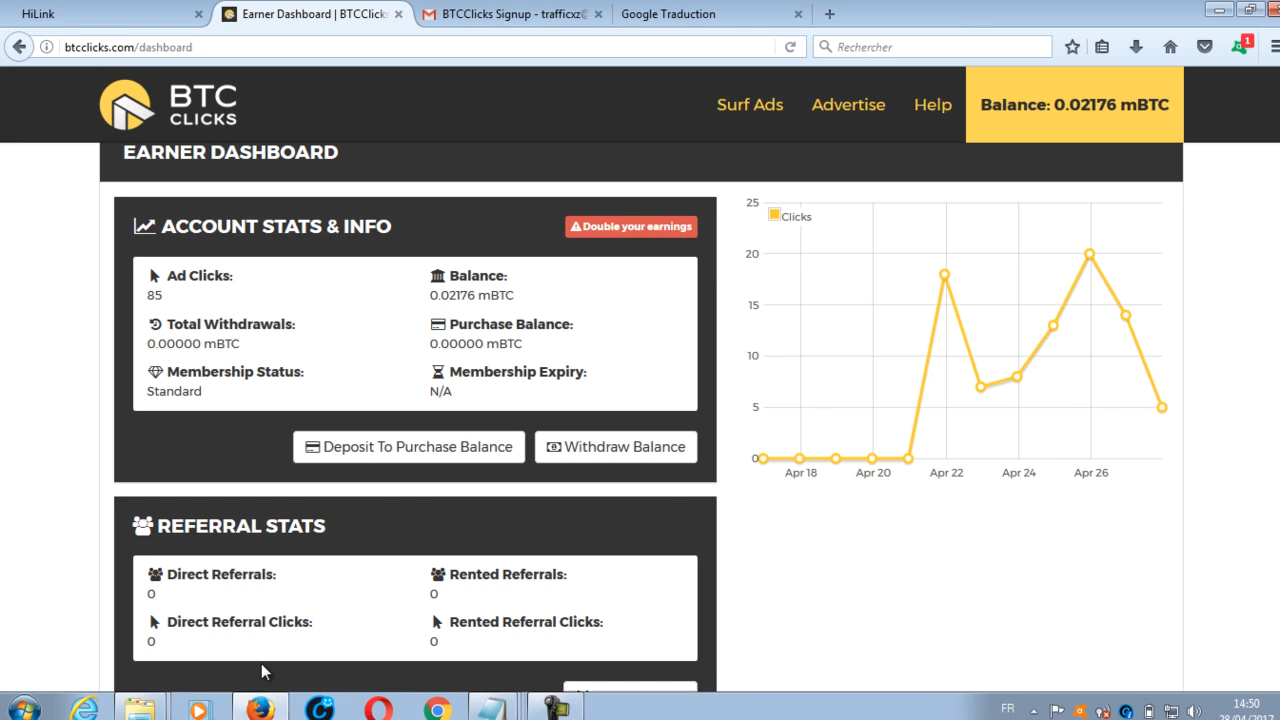 HiLink
Earner Dashboard | BTCClick
BTCClicks Signup - trafficxz@
Google Traduction
btcclicks.com/dashboard
Rechercher
1
BTC
CLICKS
Surf Ads
Advertise
Help
Balance: 0.02176 mBTC
EARNER DASHBOARD
ACCOUNT STATS & INFO
Double your earnings
Ad Clicks:
85
Balance:
0.02176 mBTC
Total Withdrawals:
0.00000 mBTC
Purchase Balance:
0.00000 mBTC
Membership Status:
Standard
Membership Expiry:
N/A
Deposit To Purchase Balance
Withdraw Balance
REFERRAL STATS
Direct Referrals:
0
Rented Referrals:
0
Direct Referral Clicks:
0
Rented Referral Clicks:
0
Clicks
25
20
15
10
5
0
Apr 18
Apr 20
Apr 22
Apr 24
Apr 26
FR
14:50
28/04/2017